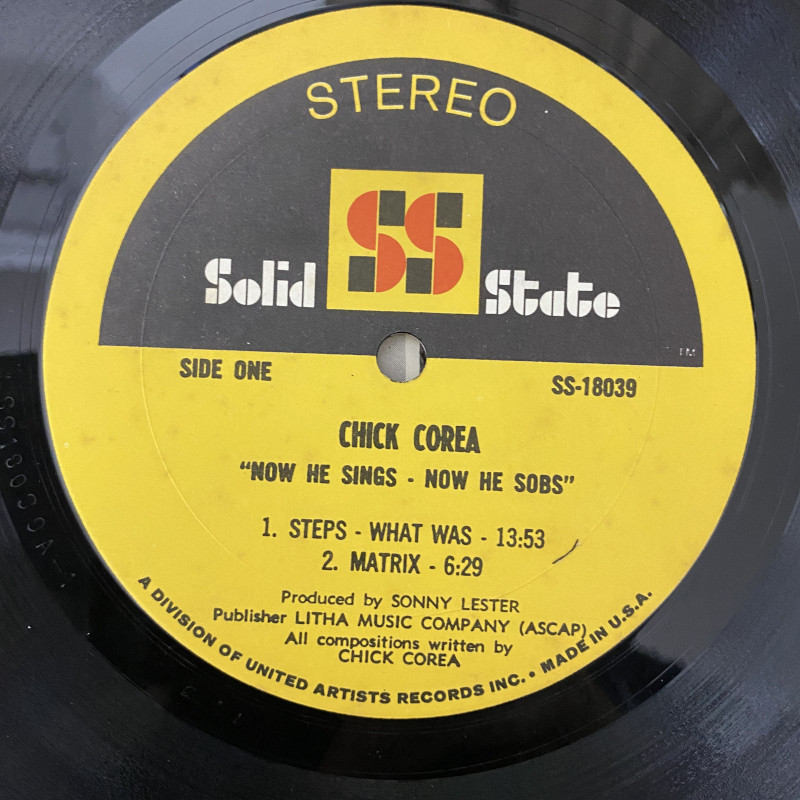 STEREO
SS
Solid State
TM
SIDE ONE
SS-18039
CHICK COREA
“NOW HE SINGS - NOW HE SOBS”
1. STEPS - WHAT WAS - 13:53
2. MATRIX - 6:29
Produced by SONNY LESTER
Publisher LITHA MUSIC COMPANY (ASCAP)
All compositions written by
CHICK COREA
A DIVISION OF UNITED ARTISTS RECORDS INC. • MADE IN U.S.A.